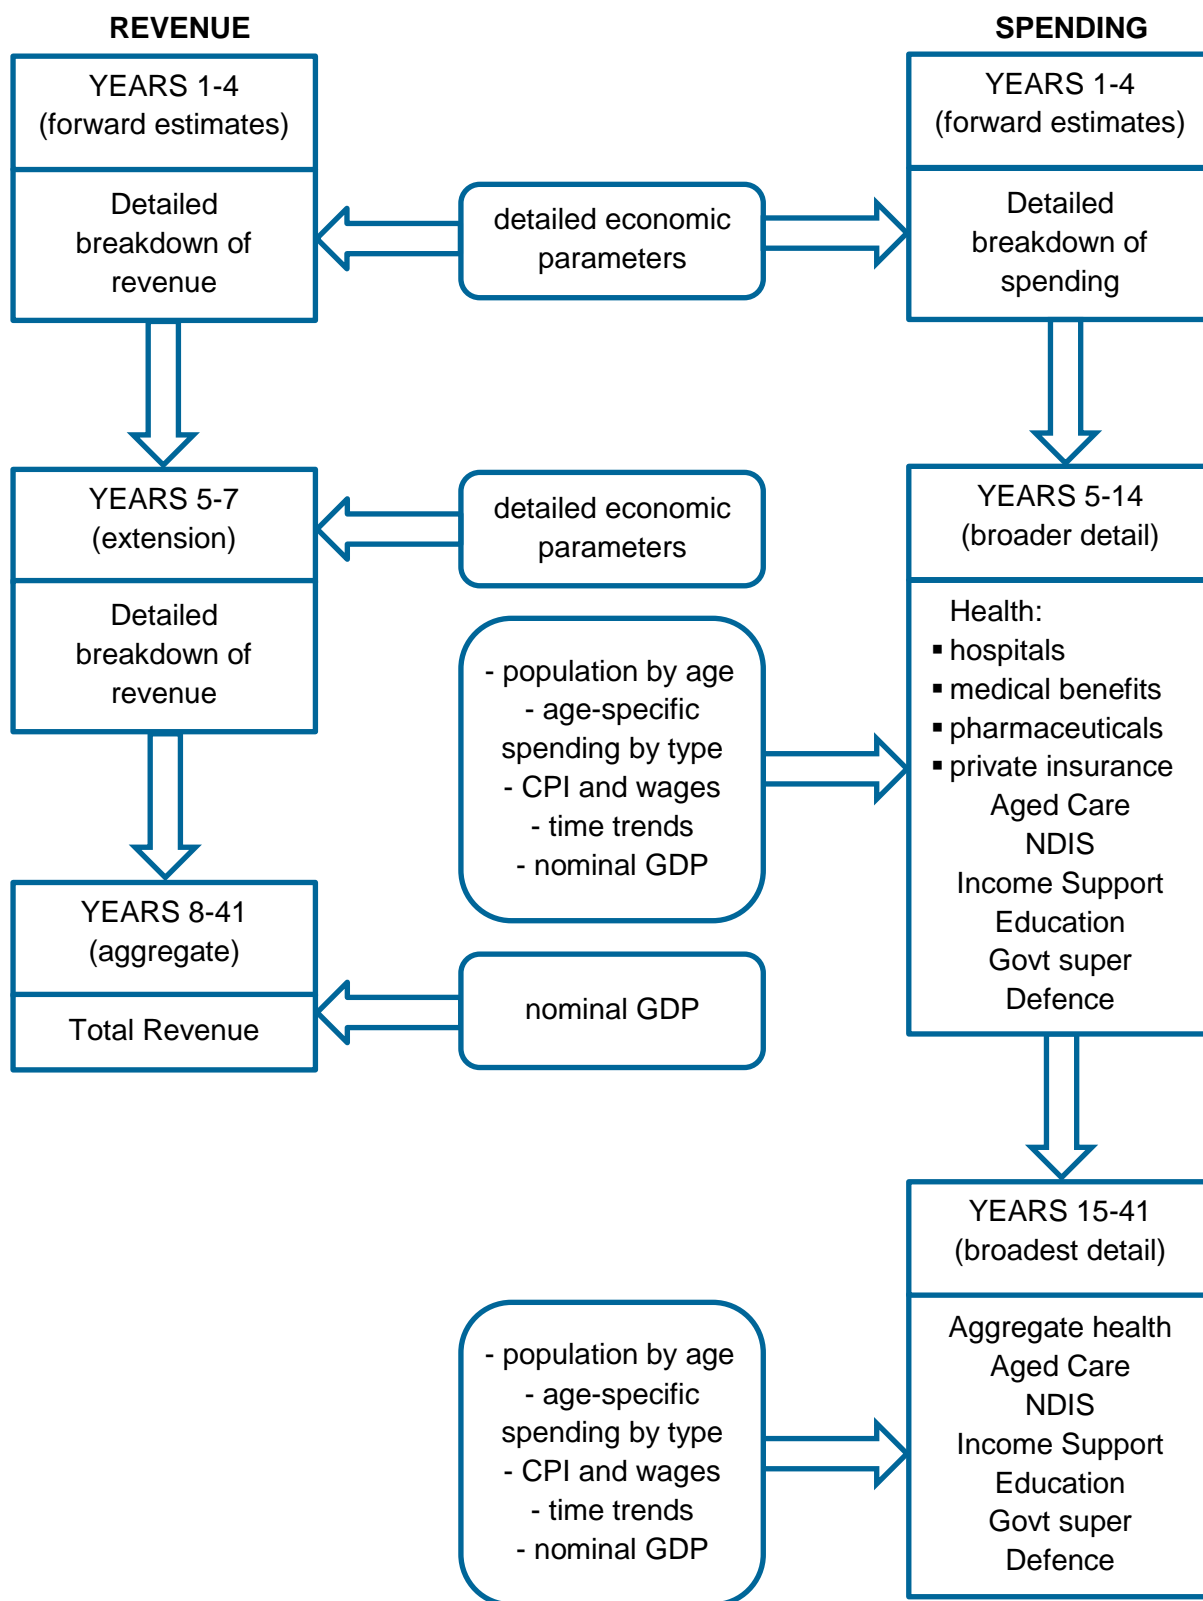 REVENUE
SPENDING
YEARS 1-4
(forward estimates)
Detailed
breakdown of
revenue
detailed economic
parameters
YEARS 1-4
(forward estimates)
Detailed
breakdown of
spending
YEARS 5-7
(extension)
Detailed
breakdown of
revenue
detailed economic
parameters
YEARS 5-14
(broader detail)
Health:
▪ hospitals
▪ medical benefits
▪ pharmaceuticals
▪ private insurance
Aged Care
NDIS
Income Support
Education
Govt super
Defence
- population by age
- age-specific
spending by type
- CPI and wages
- time trends
- nominal GDP
YEARS 8-41
(aggregate)
Total Revenue
nominal GDP
YEARS 15-41
(broadest detail)
Aggregate health
Aged Care
NDIS
Income Support
Education
Govt super
Defence
- population by age
- age-specific
spending by type
- CPI and wages
- time trends
- nominal GDP